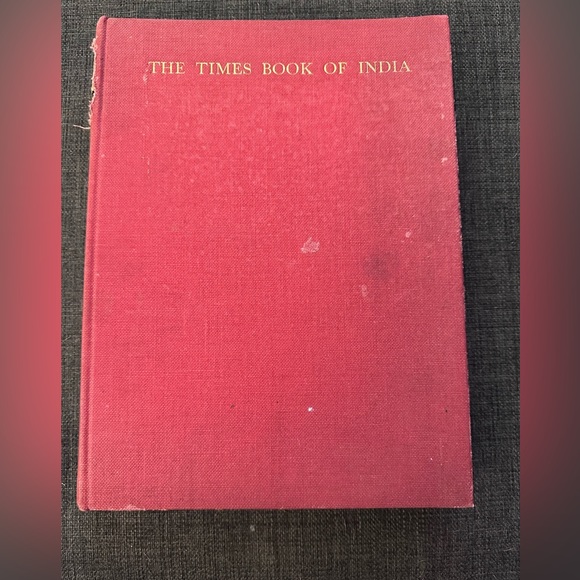 THE TIMES BOOK OF INDIA